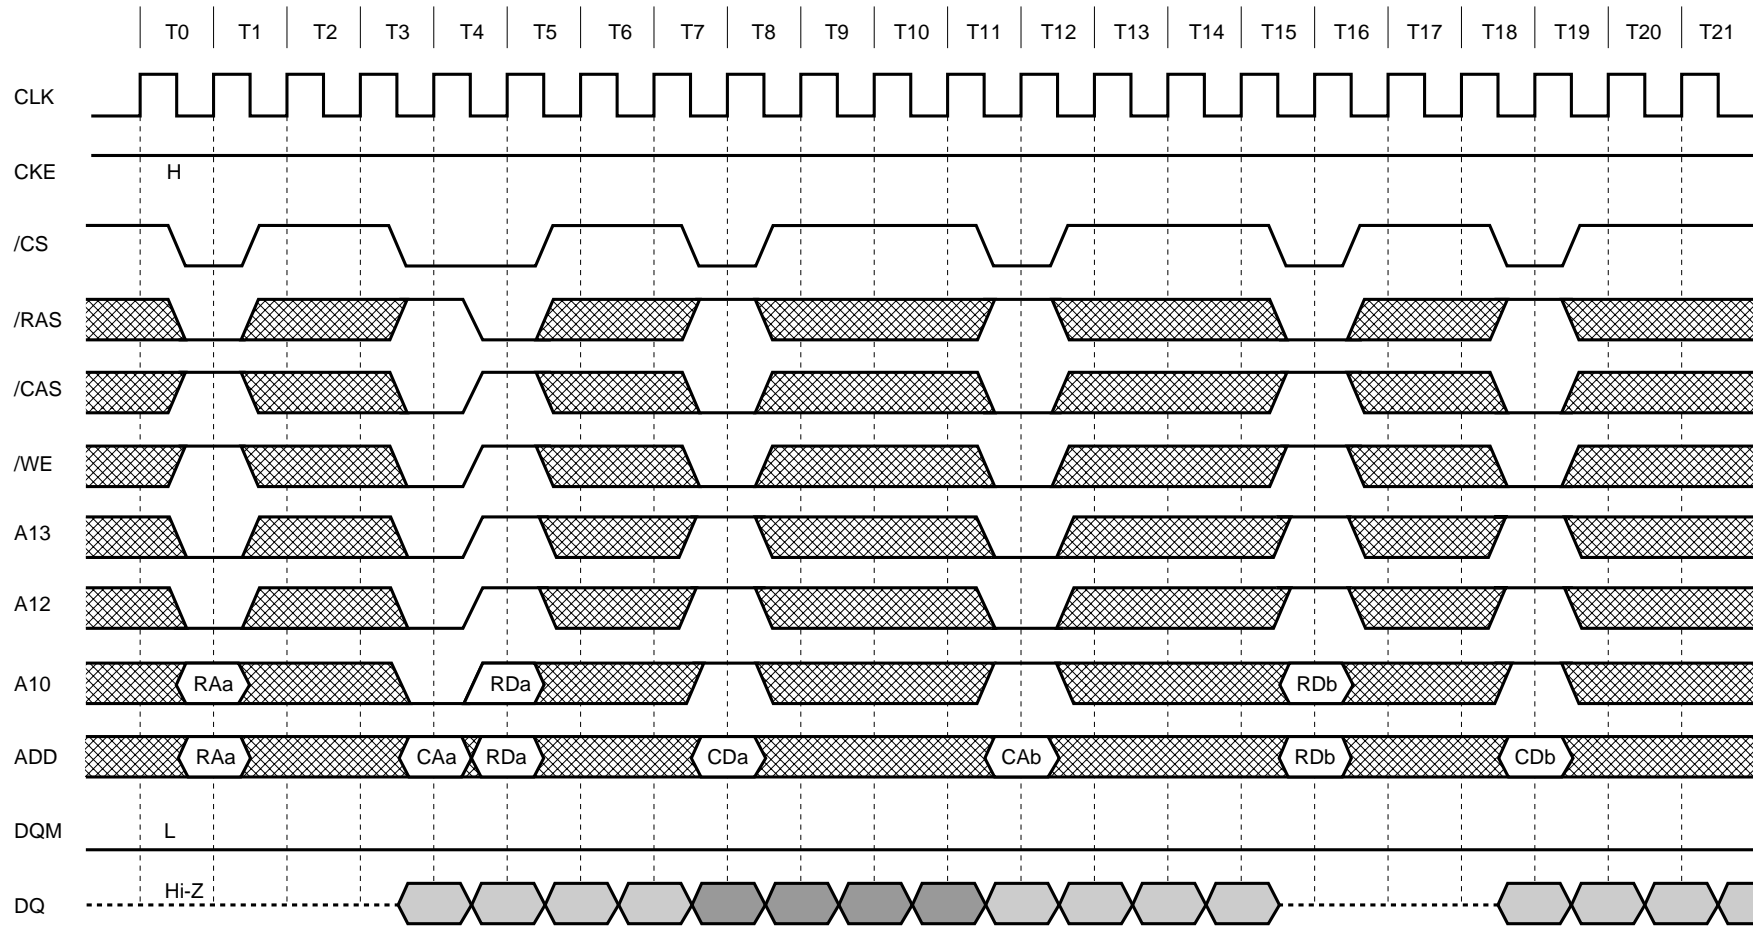 T0 T1 T2 T3 T4 T5 T6 T7 T8 T9 T10 T11 T12 T13 T14 T15 T16 T17 T18 T19 T20 T21
CLK
CKE H
/CS
/RAS
/CAS
/WE
A13
A12
A10 RAa RDa RDb
ADD RAa CAa RDa CDa CAb RDb CDb
DQM L
DQ Hi-Z